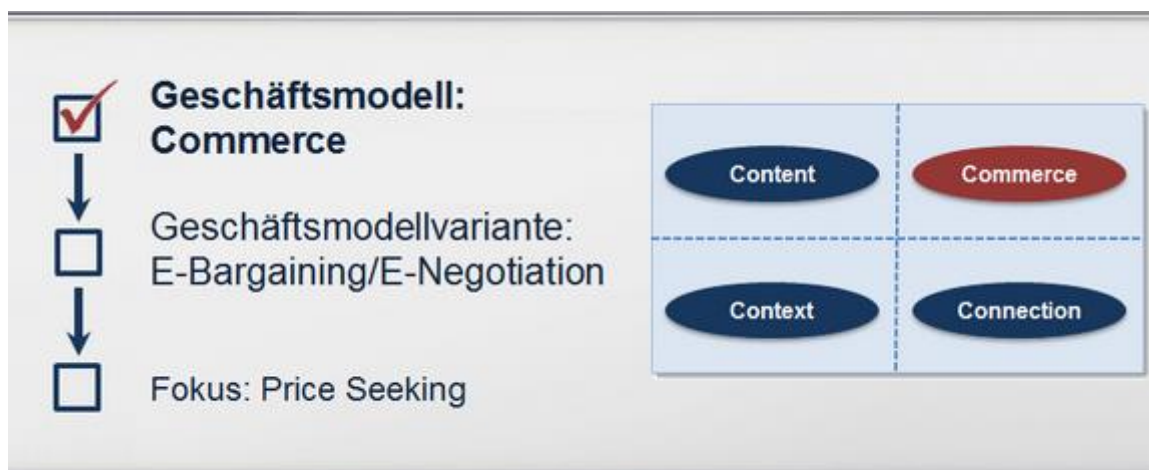 Geschäftsmodell:
Commerce
Geschäftsmodellvariante:
E-Bargaining/E-Negotiation
Fokus: Price Seeking
Content
Commerce
Context
Connection